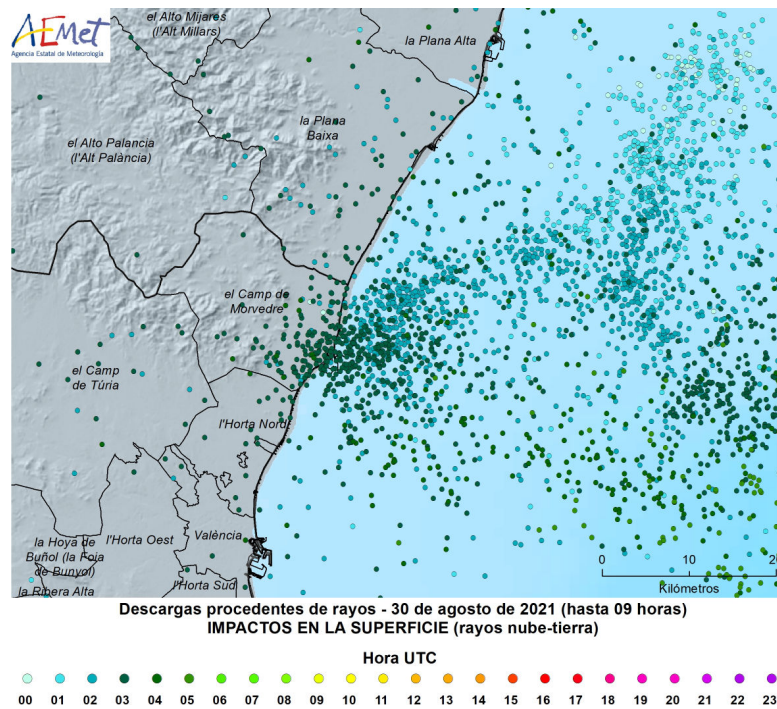 AEMet
Agencia Estatal de Meteorología
el Alto Mijares
(l'Alt Millars)
la Plana Alta
la Plana
Baixa
el Alto Palancia
(l'Alt Palància)
el Camp de
Morvedre
el Camp
de Túria
l'Horta Nord
la Hoya de
Buñol (la Foia
de Bunyol)
l'Horta Oest
València
l'Horta Sud
la Ribera Alta
0 10 20
Kilómetros
Descargas procedentes de rayos - 30 de agosto de 2021 (hasta 09 horas)
IMPACTOS EN LA SUPERFICIE (rayos nube-tierra)
Hora UTC
00 01 02 03 04 05 06 07 08 09 10 11 12 13 14 15 16 17 18 19 20 21 22 23